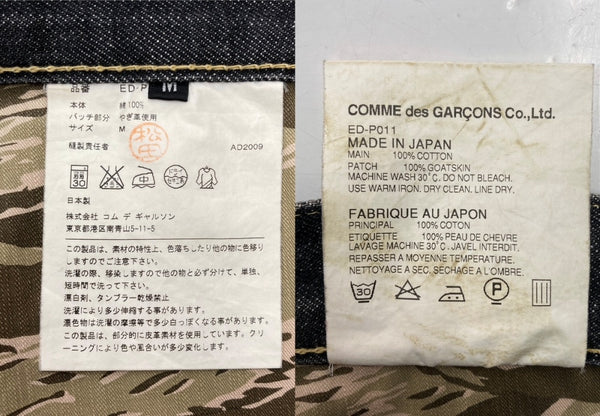 品番 ED-P M
本体 綿100%
パッチ部分 やぎ革使用
サイズ M
縫製責任者 松臣 AD2009
30 中
日本製
株式会社 コム デ ギャルソン
東京都港区南青山5-11-5
この製品は、素材の特性上、色落ちしたり他の物に色移り
しますのでご注意下さい。
洗濯の際、移染しますので他の物と必ず分けて、単独、
短時間で洗って下さい。
漂白剤、タンブラー乾燥禁止
洗濯により多少伸縮する事があります。
濃色製品は洗濯の摩擦等で多少白っぽくなる事があります。
この製品は、部分的に皮革素材を使用しています。クリ
ーニングにより色や風合いが多少変化する事があります。
COMME des GARÇONS Co.,Ltd.
ED-P011
MADE IN JAPAN
MAIN 100% COTTON
PATCH 100% GOATSKIN
MACHINE WASH 30°C. DO NOT BLEACH.
USE WARM IRON. DRY CLEAN. LINE DRY.
FABRIQUE AU JAPON
PRINCIPAL 100% COTON
ETIQUETTE 100% PEAU DE CHEVRE
LAVAGE MACHINE 30°C. JAVEL INTERDIT.
REPASSER A MOYENNE TEMPERATURE.
NETTOYAGE A SEC. SECHAGE A L'OMBRE.
30 P